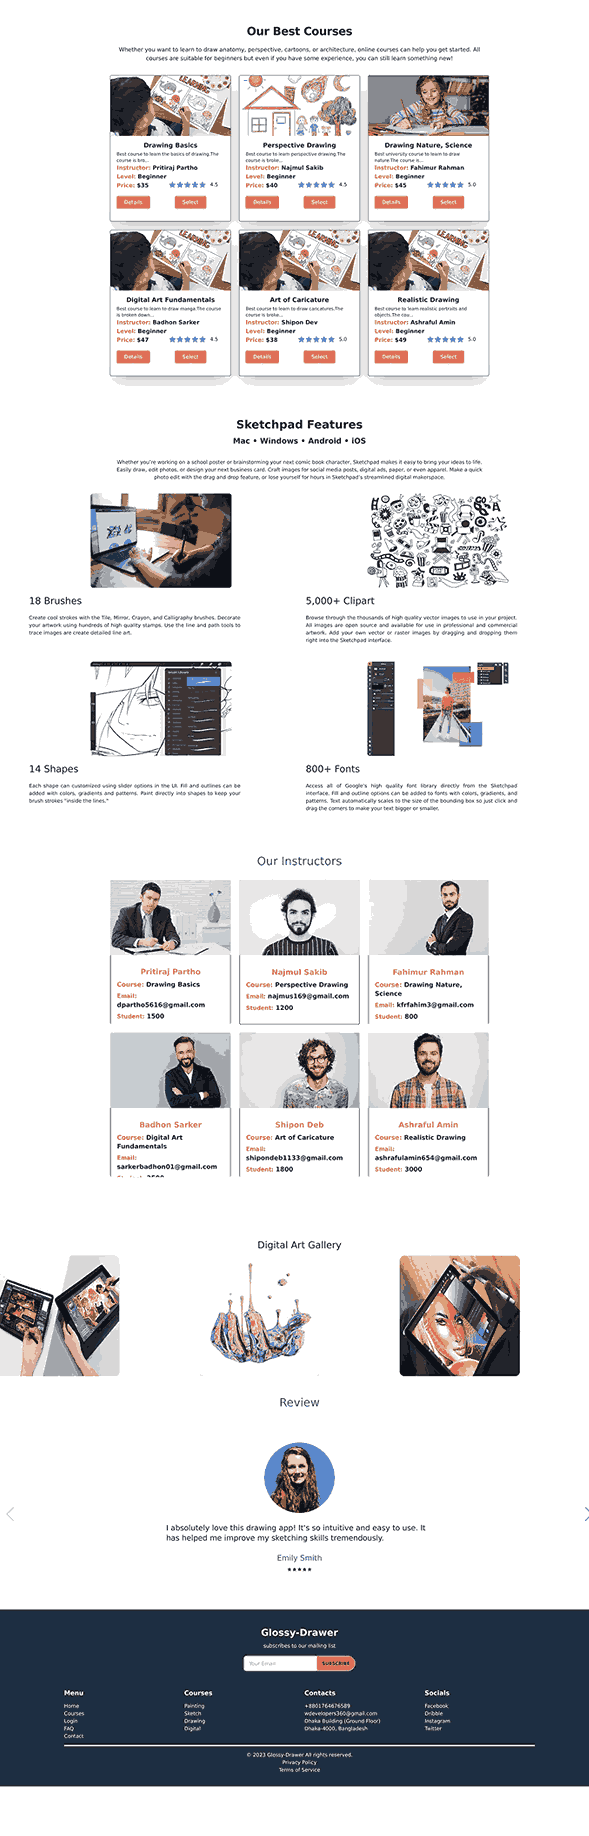 Our Best Courses
Whether you want to learn to draw anatomy, perspective, cartoons, or architecture, online courses can help you get started. All
courses are suitable for beginners but even if you have some experience, you can still learn something new!
Drawing Basics
Best course to learn the basics of drawing.The
course is bro...
Instructor: Pritiraj Partho
Level: Beginner
Price: $35 4.5
Details Select
Perspective Drawing
Best course to learn perspective drawing.The
course is broke...
Instructor: Najmul Sakib
Level: Beginner
Price: $40 4.5
Details Select
Drawing Nature, Science
Best university course to learn to draw
nature.The course is...
Instructor: Fahimur Rahman
Level: Beginner
Price: $45 5.0
Details Select
LEARNING
Digital Art Fundamentals
Best course to learn to draw manga.The
course is broken down...
Instructor: Badhon Sarker
Level: Beginner
Price: $47 4.5
Details Select
LEARNING
Art of Caricature
Best course to learn to draw caricatures.The
course is broke...
Instructor: Shipon Dev
Level: Beginner
Price: $38 5.0
Details Select
LEARNING
Realistic Drawing
Best course to learn realistic portraits and
objects.The cou...
Instructor: Ashraful Amin
Level: Beginner
Price: $49 5.0
Details Select
Sketchpad Features
Mac • Windows • Android • iOS
Whether you're working on a school poster or brainstorming your next comic book character, Sketchpad makes it easy to bring your ideas to life.
Easily draw, edit photos, or design your next business card. Craft images for social media posts, digital ads, paper, or even apparel. Make a quick
photo edit with the drag and drop feature, or lose yourself for hours in Sketchpad's streamlined digital makerspace.
18 Brushes
Create cool strokes with the Tile, Mirror, Crayon, and Calligraphy brushes. Decorate
your artwork using hundreds of high quality stamps. Use the line and path tools to
trace images are create detailed line art.
5,000+ Clipart
Browse through the thousands of high quality vector images to use in your project.
All images are open source and available for use in professional and commercial
artwork. Add your own vector or raster images by dragging and dropping them
right into the Sketchpad interface.
14 Shapes
Each shape can customized using slider options in the UI. Fill and outlines can be
added with colors, gradients and patterns. Paint directly into shapes to keep your
brush strokes "inside the lines."
800+ Fonts
Access all of Google's high quality font library directly from the Sketchpad
interface. Fill and outline options can be added to fonts with colors, gradients, and
patterns. Text automatically scales to the size of the bounding box so just click and
drag the corners to make your text bigger or smaller.
Our Instructors
Pritiraj Partho
Course: Drawing Basics
Email:
dpartho5616@gmail.com
Student: 1500
Najmul Sakib
Course: Perspective Drawing
Email: najmus169@gmail.com
Student: 1200
Fahimur Rahman
Course: Drawing Nature,
Science
Email: kfrfahim3@gmail.com
Student: 800
Badhon Sarker
Course: Digital Art
Fundamentals
Email:
sarkerbadhon01@gmail.com
Shipon Deb
Course: Art of Caricature
Email:
shipondeb1133@gmail.com
Student: 1800
Ashraful Amin
Course: Realistic Drawing
Email:
ashrafulamin654@gmail.com
Student: 3000
Digital Art Gallery
Review
I absolutely love this drawing app! It's so intuitive and easy to use. It
has helped me improve my sketching skills tremendously.
Emily Smith
★★★★★
Glossy-Drawer
subscribes to our mailing list
Your Email SUBSCRIBE
Menu
Home
Courses
Login
FAQ
Contact
Courses
Painting
Sketch
Drawing
Digital
Contacts
+8801764676589
wdevelopers360@gmail.com
Dhaka Building (Ground Floor)
Dhaka-4000, Bangladesh
Socials
Facebook
Dribble
Instagram
Twitter
© 2023 Glossy-Drawer All rights reserved.
Privacy Policy
Terms of Service